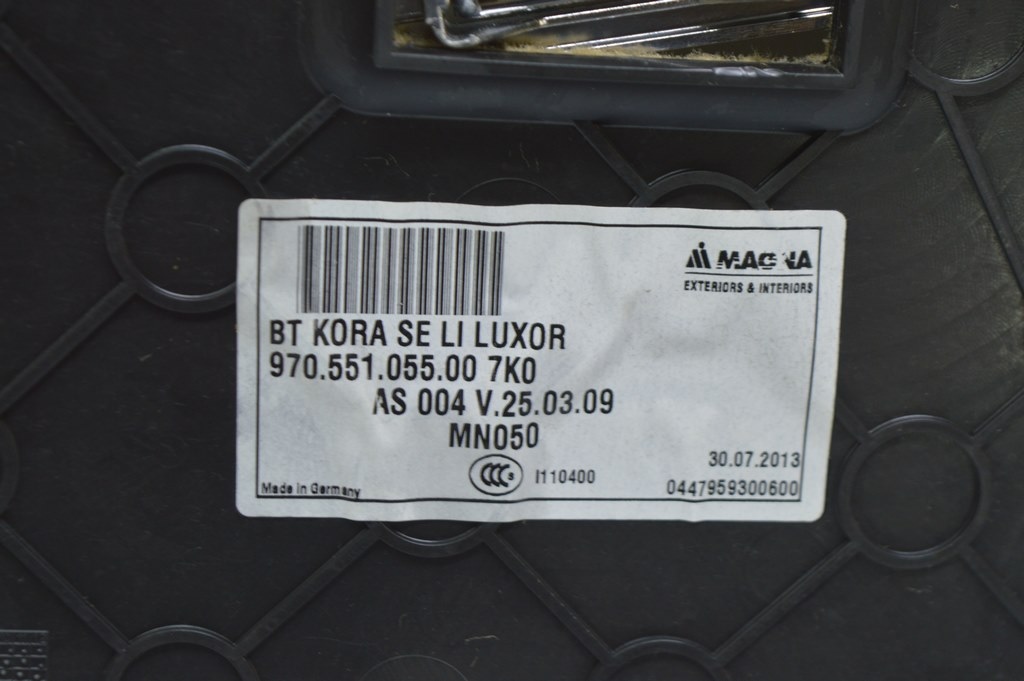 MAGNA
EXTERIORS & INTERIORS
BT KORA SE LI LUXOR
970.551.055.00 7K0
AS 004 V.25.03.09
MN050
CCC S I110400
30.07.2013
Made in Germany
0447959300600